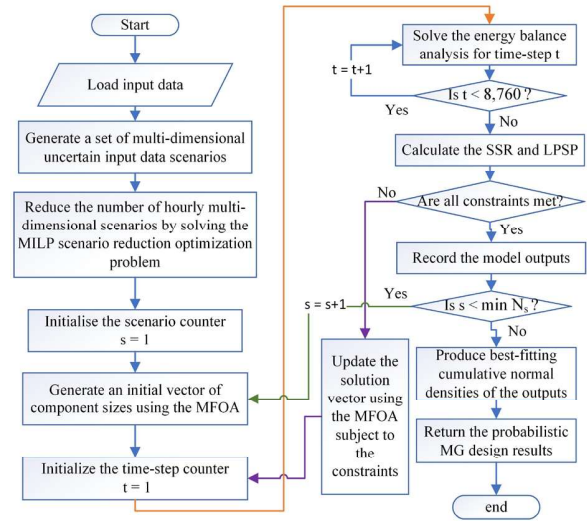 Start
Load input data
Generate a set of multi-dimensional
uncertain input data scenarios
Reduce the number of hourly multi-
dimensional scenarios by solving the
MILP scenario reduction optimization
problem
Initialise the scenario counter
s = 1
Generate an initial vector of
component sizes using the MFOA
Initialize the time-step counter
t = 1
Solve the energy balance
analysis for time-step t
t = t+1
Is t < 8,760 ?
Yes
No
Calculate the SSR and LPSP
No
Are all constraints met?
Yes
Record the model outputs
s = s+1
Yes
Is s < min Ns ?
No
Update the
solution
vector using
the MFOA
subject to
the
constraints
Produce best-fitting
cumulative normal
densities of the outputs
Return the probabilistic
MG design results
end